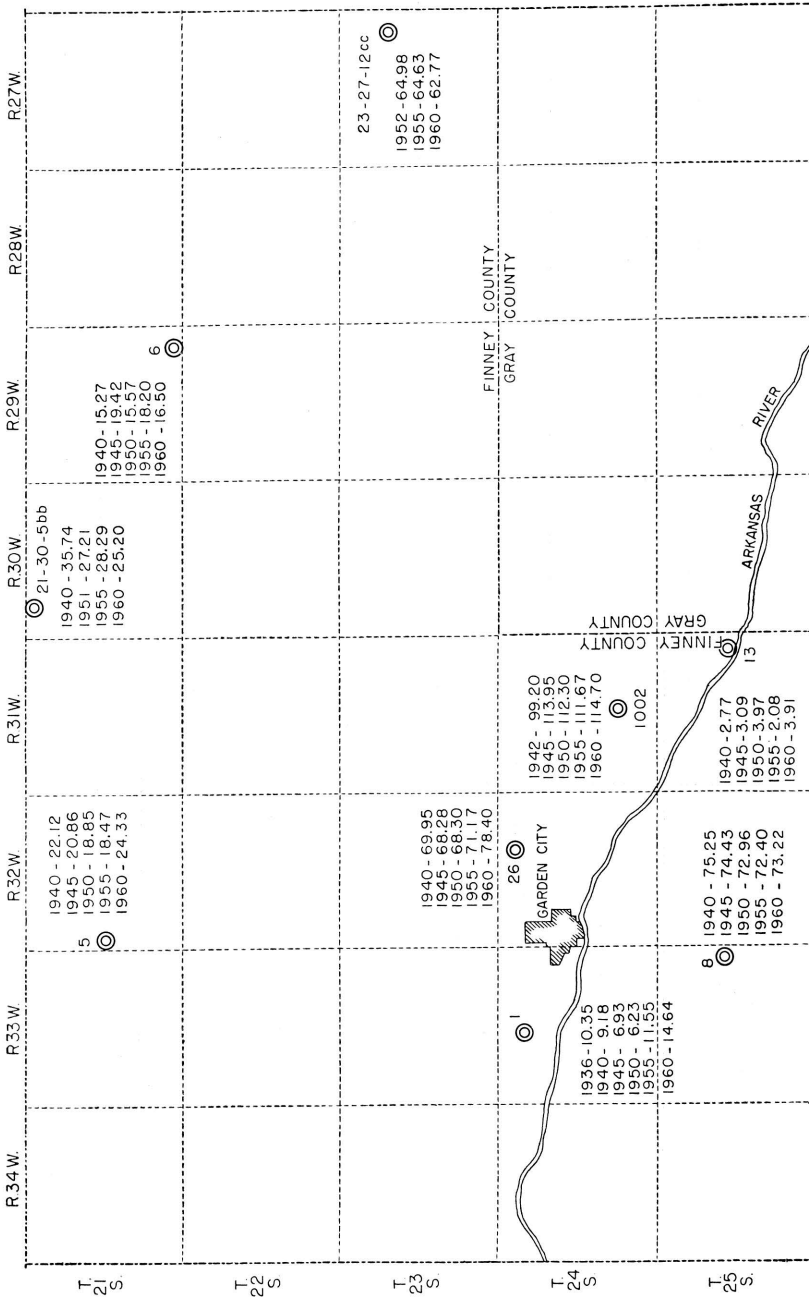 R.34 W.
R.33 W.
R.32W.
R.31W.
R.30W.
R.29W.
R.28W.
R.27W.
T.
21
S.
T.
22
S.
T.
23
S.
T.
24
S.
T.
25
S.
5
1940 - 22.12
1945 - 20.86
1950 - 18.85
1955 - 18.47
1960 - 24.33
21-30-5bb
1940 - 35.74
1951 - 27.21
1955 - 28.29
1960 - 25.20
6
1940 - 15.27
1945 - 19.42
1950 - 15.57
1955 - 18.20
1960 - 16.50
23-27-12cc
1952 - 64.98
1955 - 64.63
1960 - 62.77
1940 - 69.95
1945 - 68.28
1950 - 68.30
1955 - 71.17
1960 - 78.40
26
GARDEN CITY
1
1936 - 10.35
1940 - 9.18
1945 - 6.93
1950 - 6.23
1955 - 11.55
1960 - 14.64
1942 - 99.20
1945 - 113.95
1950 - 112.30
1955 - 111.67
1960 - 114.70
1002
FINNEY COUNTY
GRAY COUNTY
FINNEY COUNTY
GRAY COUNTY
8
1940 - 75.25
1945 - 74.43
1950 - 72.96
1955 - 72.40
1960 - 73.22
13
1940 - 2.77
1945 - 3.09
1950 - 3.97
1955 - 2.08
1960 - 3.91
ARKANSAS RIVER